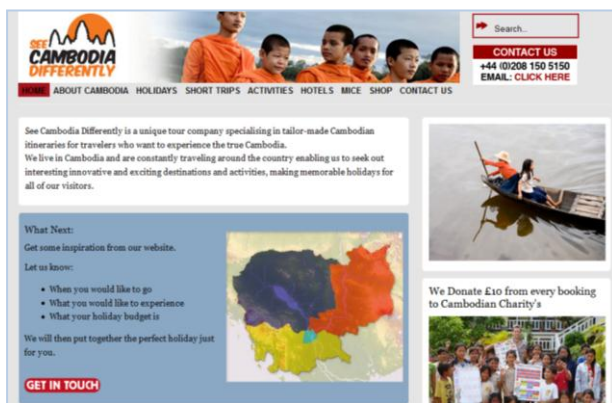 SEE
CAMBODIA
DIFFERENTLY
Search...
CONTACT US
+44 (0)208 150 5150
EMAIL: CLICK HERE
HOME ABOUT CAMBODIA HOLIDAYS SHORT TRIPS ACTIVITIES HOTELS MICE SHOP CONTACT US
See Cambodia Differently is a unique tour company specialising in tailor-made Cambodian
itineraries for travelers who want to experience the true Cambodia.
We live in Cambodia and are constantly traveling around the country enabling us to seek out
interesting innovative and exciting destinations and activities, making memorable holidays for
all of our visitors.
What Next:
Get some inspiration from our website.
Let us know:
• When you would like to go
• What you would like to experience
• What your holiday budget is
We will then put together the perfect holiday just
for you.
GET IN TOUCH
We Donate £10 from every booking
to Cambodian Charity's